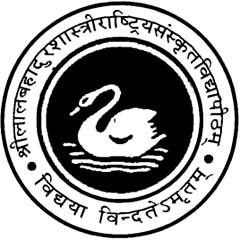 श्रीलालबहादुरशास्त्रीराष्ट्रियसंस्कृतविद्यापीठम्
विद्यया विन्दतेऽमृतम्